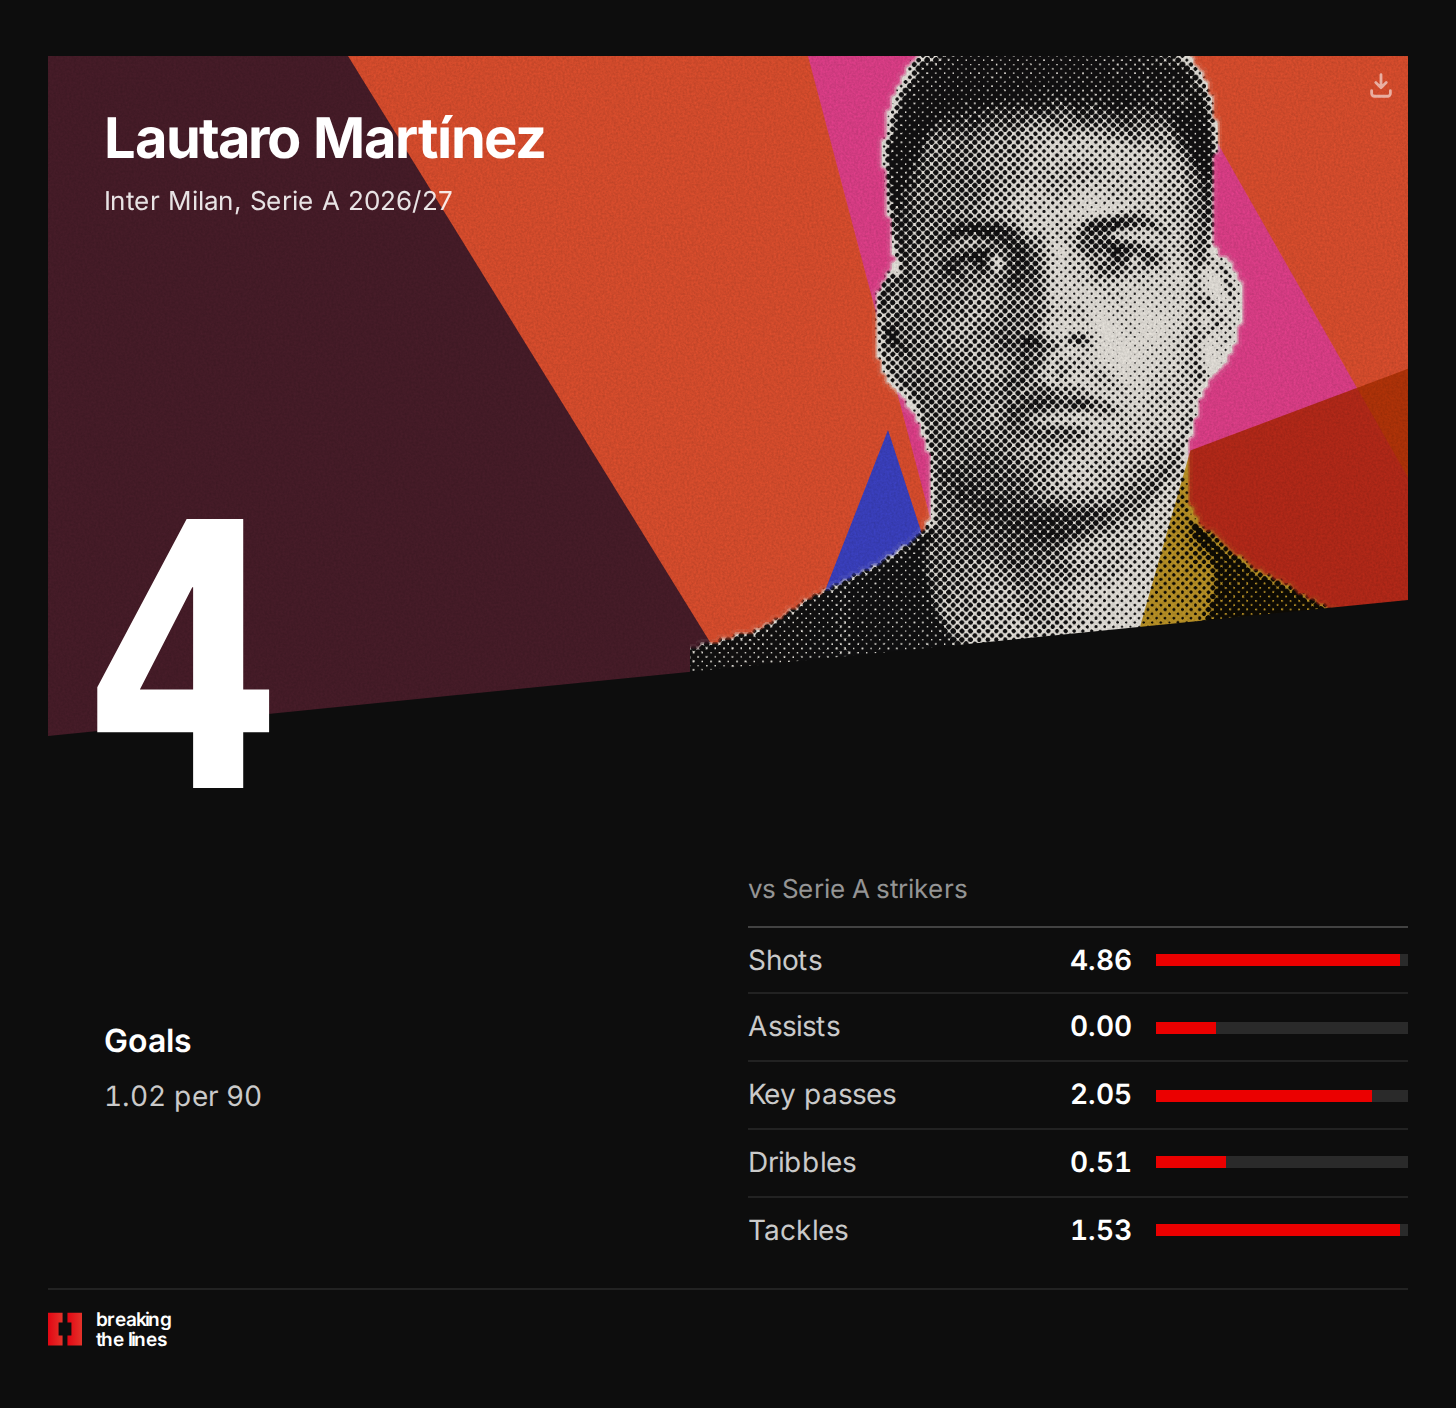 Lautaro Martínez
Inter Milan, Serie A 2026/27
4
Goals
1.02 per 90
vs Serie A strikers
Shots 4.86
Assists 0.00
Key passes 2.05
Dribbles 0.51
Tackles 1.53
breaking
the lines